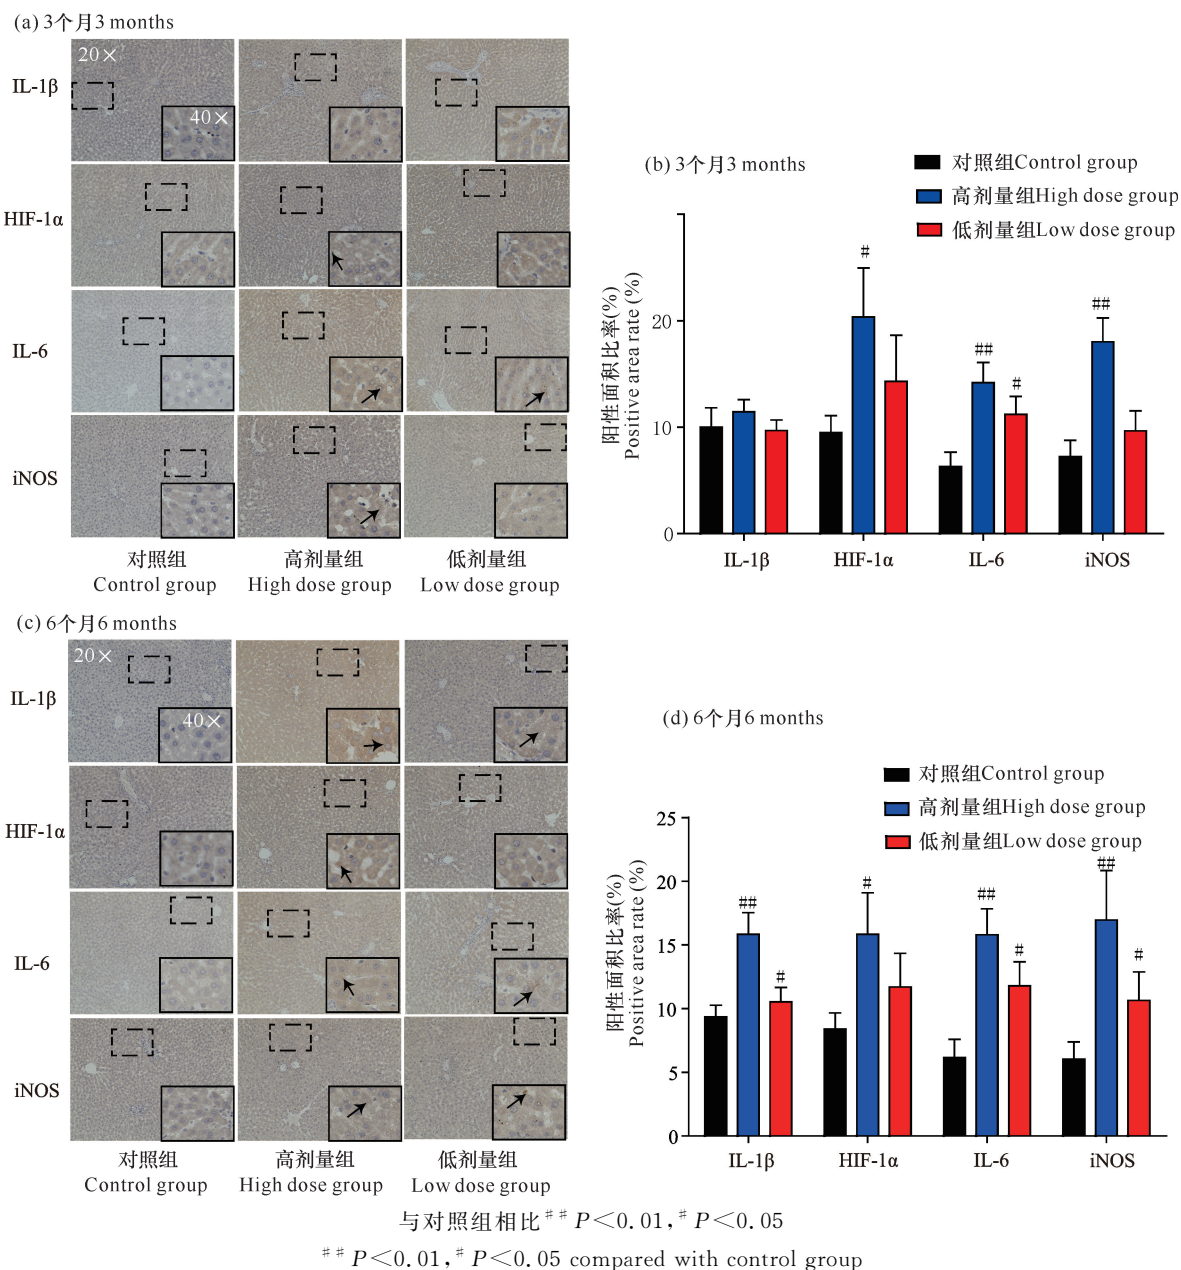 (a) 3个月3 months
20×
IL-1β
40×
HIF-1α
IL-6
iNOS
对照组 高剂量组 低剂量组
Control group High dose group Low dose group
(b) 3个月3 months
对照组Control group
高剂量组High dose group
低剂量组Low dose group
阳性面积比率(%)
Positive area rate (%)
20
10
0
#
##
#
##
IL-1β HIF-1α IL-6 iNOS
(c) 6个月6 months
20×
IL-1β
40×
HIF-1α
IL-6
iNOS
对照组 高剂量组 低剂量组
Control group High dose group Low dose group
(d) 6个月6 months
对照组Control group
高剂量组High dose group
低剂量组Low dose group
阳性面积比率(%)
Positive area rate (%)
25
20
15
10
5
0
##
#
#
##
#
##
#
IL-1β HIF-1α IL-6 iNOS
与对照组相比## P<0.01,# P<0.05
## P<0.01,# P<0.05 compared with control group